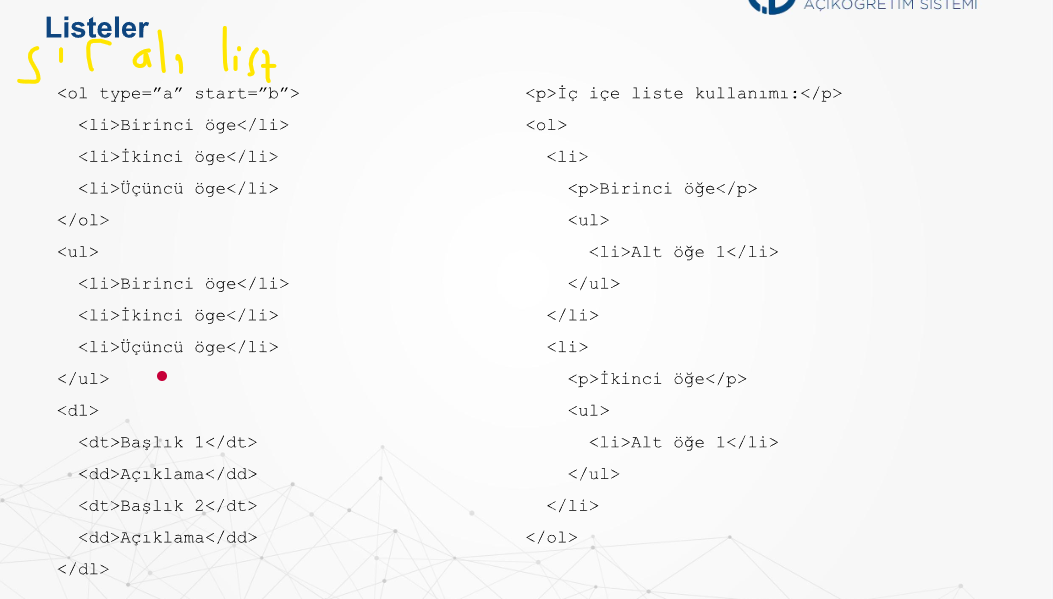 AÇIKÖĞRETİM SİSTEMİ
Listeler
sıralı list
<ol type=”a” start=”b”>
<li>Birinci öge</li>
<li>İkinci öge</li>
<li>Üçüncü öge</li>
</ol>
<ul>
<li>Birinci öge</li>
<li>İkinci öge</li>
<li>Üçüncü öge</li>
</ul>
<dl>
<dt>Başlık 1</dt>
<dd>Açıklama</dd>
<dt>Başlık 2</dt>
<dd>Açıklama</dd>
</dl>
<p>İç içe liste kullanımı:</p>
<ol>
<li>
<p>Birinci öğe</p>
<ul>
<li>Alt öğe 1</li>
</ul>
</li>
<li>
<p>İkinci öğe</p>
<ul>
<li>Alt öğe 1</li>
</ul>
</li>
</ol>